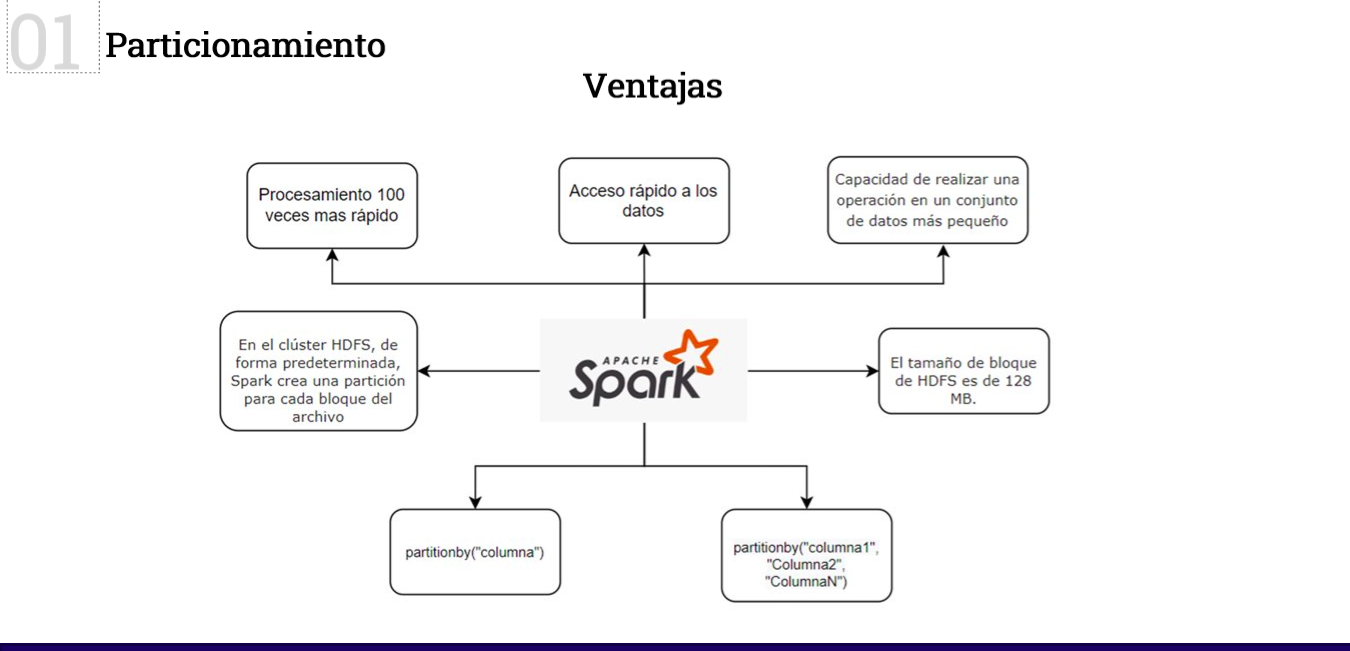 01 Particionamiento
Ventajas
Procesamiento 100
veces mas rápido
Acceso rápido a los
datos
Capacidad de realizar una
operación en un conjunto
de datos más pequeño
En el clúster HDFS, de
forma predeterminada,
Spark crea una partición
para cada bloque del
archivo
APACHE
Spark
El tamaño de bloque
de HDFS es de 128
MB.
partitionby("columna")
partitionby("columna1",
"Columna2",
"ColumnaN")